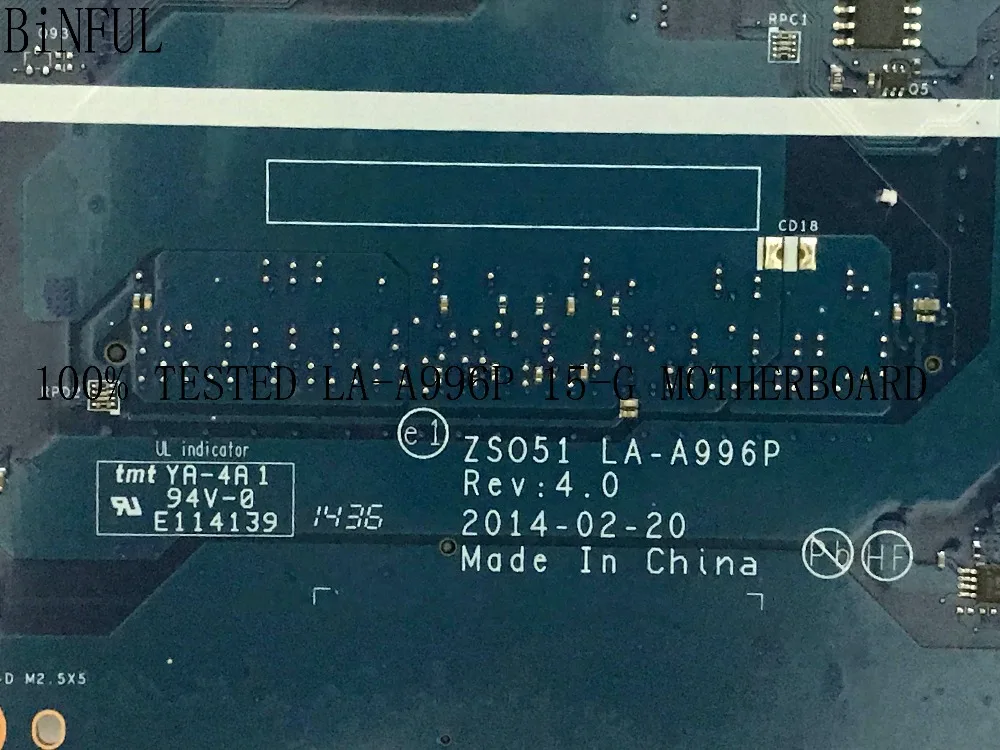 BiNFUL
Q93
RPC1
Q5
CD18
100% TESTED LA-A996P 15-G MOTHERBOARD
e1
ZSO51 LA-A996P
Rev:4.0
2014-02-20
Made In China
UL indicator
tmt YA-4A1
94V-0
E114139
1436
Pb
HF
D M2.5X5